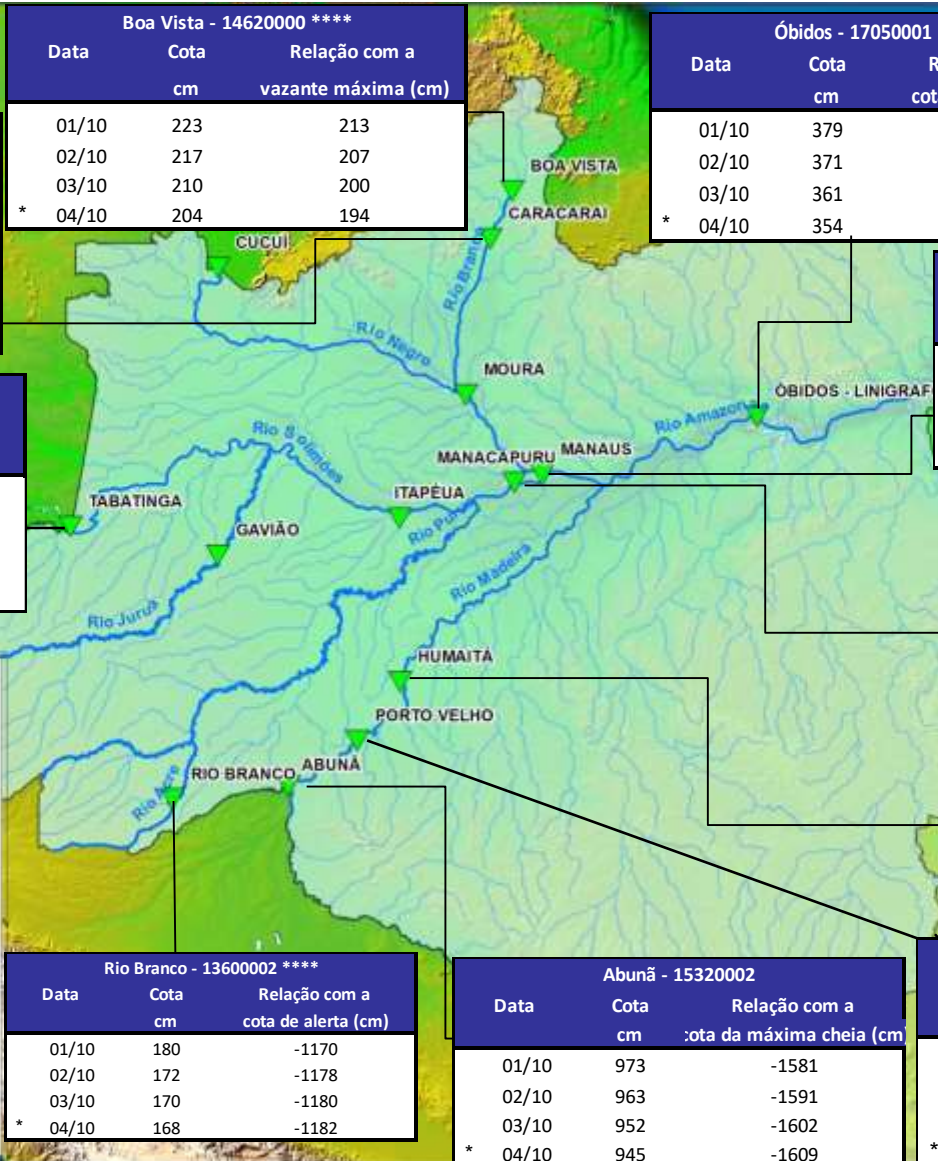 Boa Vista - 14620000 ****
Data Cota Relação com a
cm vazante máxima (cm)
01/10 223 213
02/10 217 207
03/10 210 200
* 04/10 204 194
Óbidos - 17050001
Data Cota
cm
01/10 379
02/10 371
03/10 361
* 04/10 354
BOA VISTA
CARACARAI
CUCUÍ
Rio Branco
Rio Negro
MOURA
ÓBIDOS - LINIGRAF
Rio Amazonas
Rio Solimões
MANACAPURU
MANAUS
TABATINGA
ITAPÉUA
GAVIÃO
Rio Purus
Rio Madeira
Rio Juruá
HUMAITÁ
PORTO VELHO
ABUNÃ
RIO BRANCO
Rio Acre
Rio Branco - 13600002 ****
Data Cota Relação com a
cm cota de alerta (cm)
01/10 180 -1170
02/10 172 -1178
03/10 170 -1180
* 04/10 168 -1182
Abunã - 15320002
Data Cota Relação com a
cm cota da máxima cheia (cm)
01/10 973 -1581
02/10 963 -1591
03/10 952 -1602
* 04/10 945 -1609
*